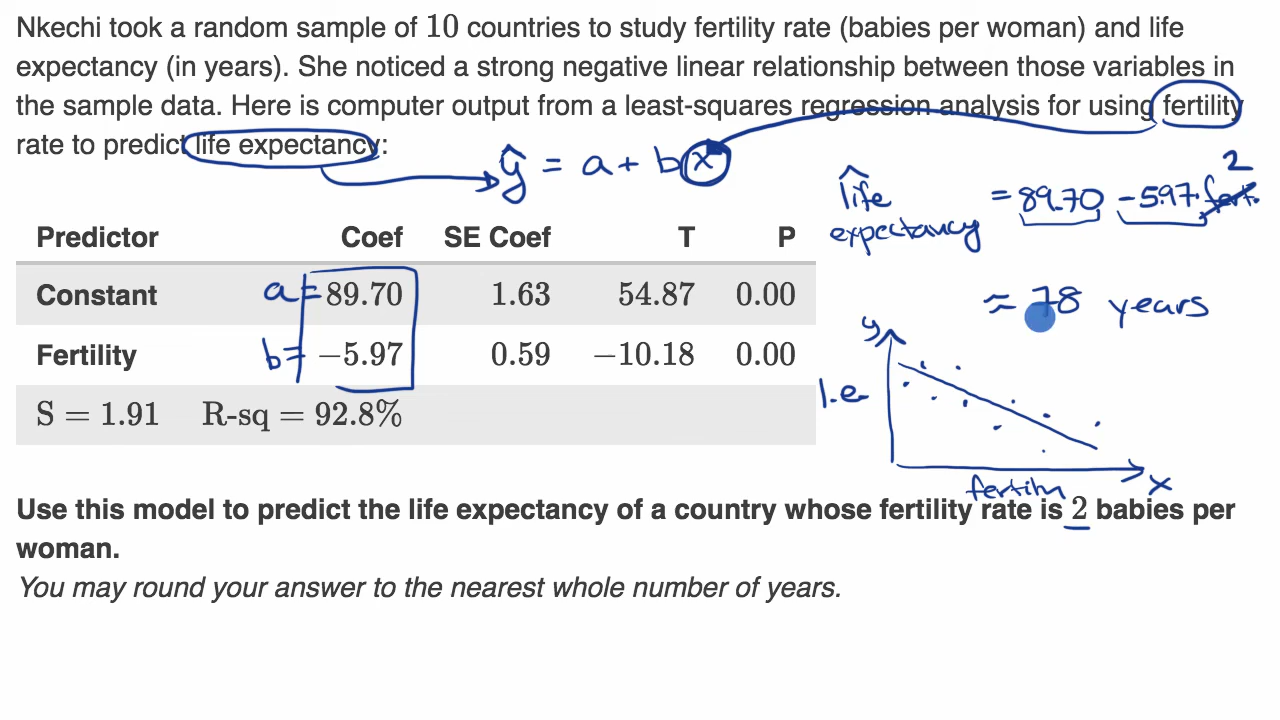 Nkechi took a random sample of 10 countries to study fertility rate (babies per woman) and life
expectancy (in years). She noticed a strong negative linear relationship between those variables in
the sample data. Here is computer output from a least-squares regression analysis for using fertility
rate to predict life expectancy:
ŷ = a + bx
2
life expectancy^ = 89.70 - 5.97·fert.
≈ 78 years
Predictor Coef SE Coef T P
Constant a = 89.70 1.63 54.87 0.00
Fertility b = −5.97 0.59 −10.18 0.00
S = 1.91 R-sq = 92.8%
y
l.e.
fertility
x
Use this model to predict the life expectancy of a country whose fertility rate is 2 babies per
woman.
You may round your answer to the nearest whole number of years.